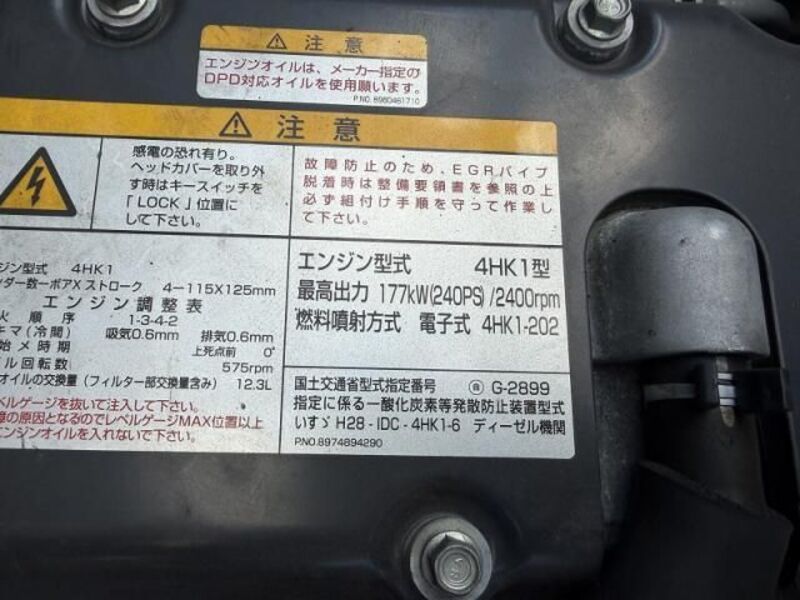 注意
エンジンオイルは、メーカー指定の
DPD対応オイルを使用願います。
P.NO. 8980461710
注意
感電の恐れ有り。
ヘッドカバーを取り外
す時はキースイッチを
「LOCK」位置に
して下さい。
故障防止のため、EGRパイプ
脱着時は整備要領書を参照の上
必ず組付け手順を守って作業し
て下さい。
ジン型式 4HK1
ンダー数ーボアXストローク 4-115X125mm
エンジン調整表
火順序 1-3-4-2
キマ(冷間) 吸気0.6mm 排気0.6mm
始め時期 上死点前 0°
ル回転数 575rpm
オイルの交換量(フィルター部交換量含み) 12.3L
ベルゲージを抜いて注入して下さい。
障の原因となるのでレベルゲージMAX位置以上
エンジンオイルを入れないで下さい。
エンジン型式 4HK1型
最高出力 177kW(240PS)/2400rpm
燃料噴射方式 電子式 4HK1-202
国土交通省型式指定番号 G-2899
指定に係る一酸化炭素等発散防止装置型式
いすゞ H28-IDC-4HK1-6 ディーゼル機関
P.NO.8974894290